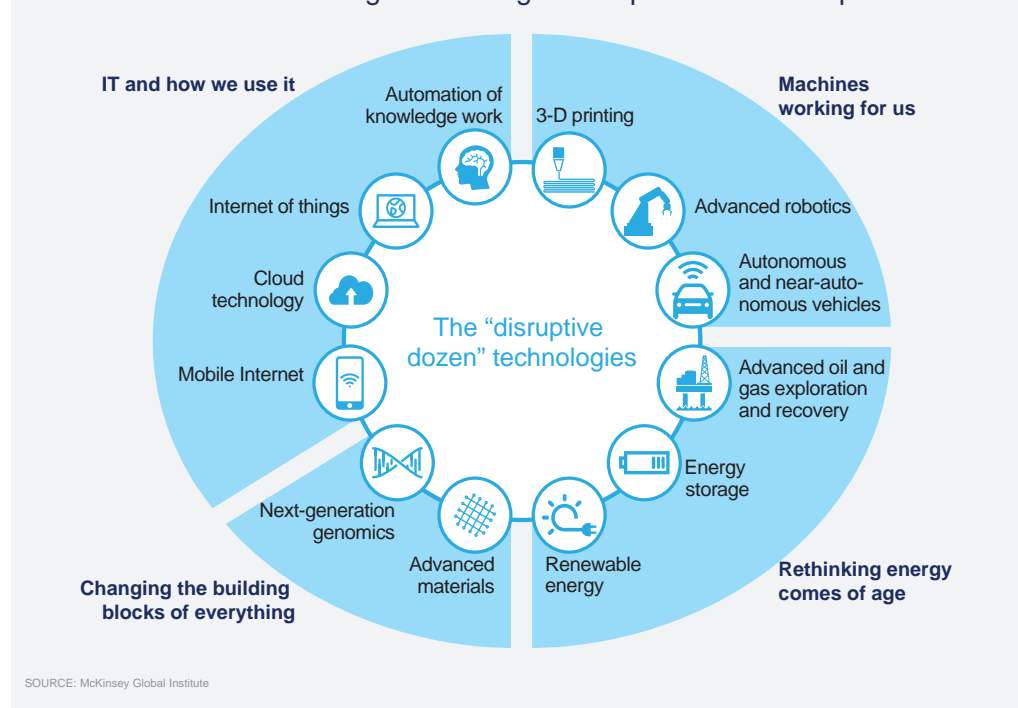 IT and how we use it
Automation of
knowledge work
Internet of things
Cloud
technology
Mobile Internet
Machines
working for us
3-D printing
Advanced robotics
Autonomous
and near-auto-
nomous vehicles
The “disruptive
dozen” technologies
Advanced oil and
gas exploration
and recovery
Energy
storage
Renewable
energy
Rethinking energy
comes of age
Next-generation
genomics
Advanced
materials
Changing the building
blocks of everything
SOURCE: McKinsey Global Institute